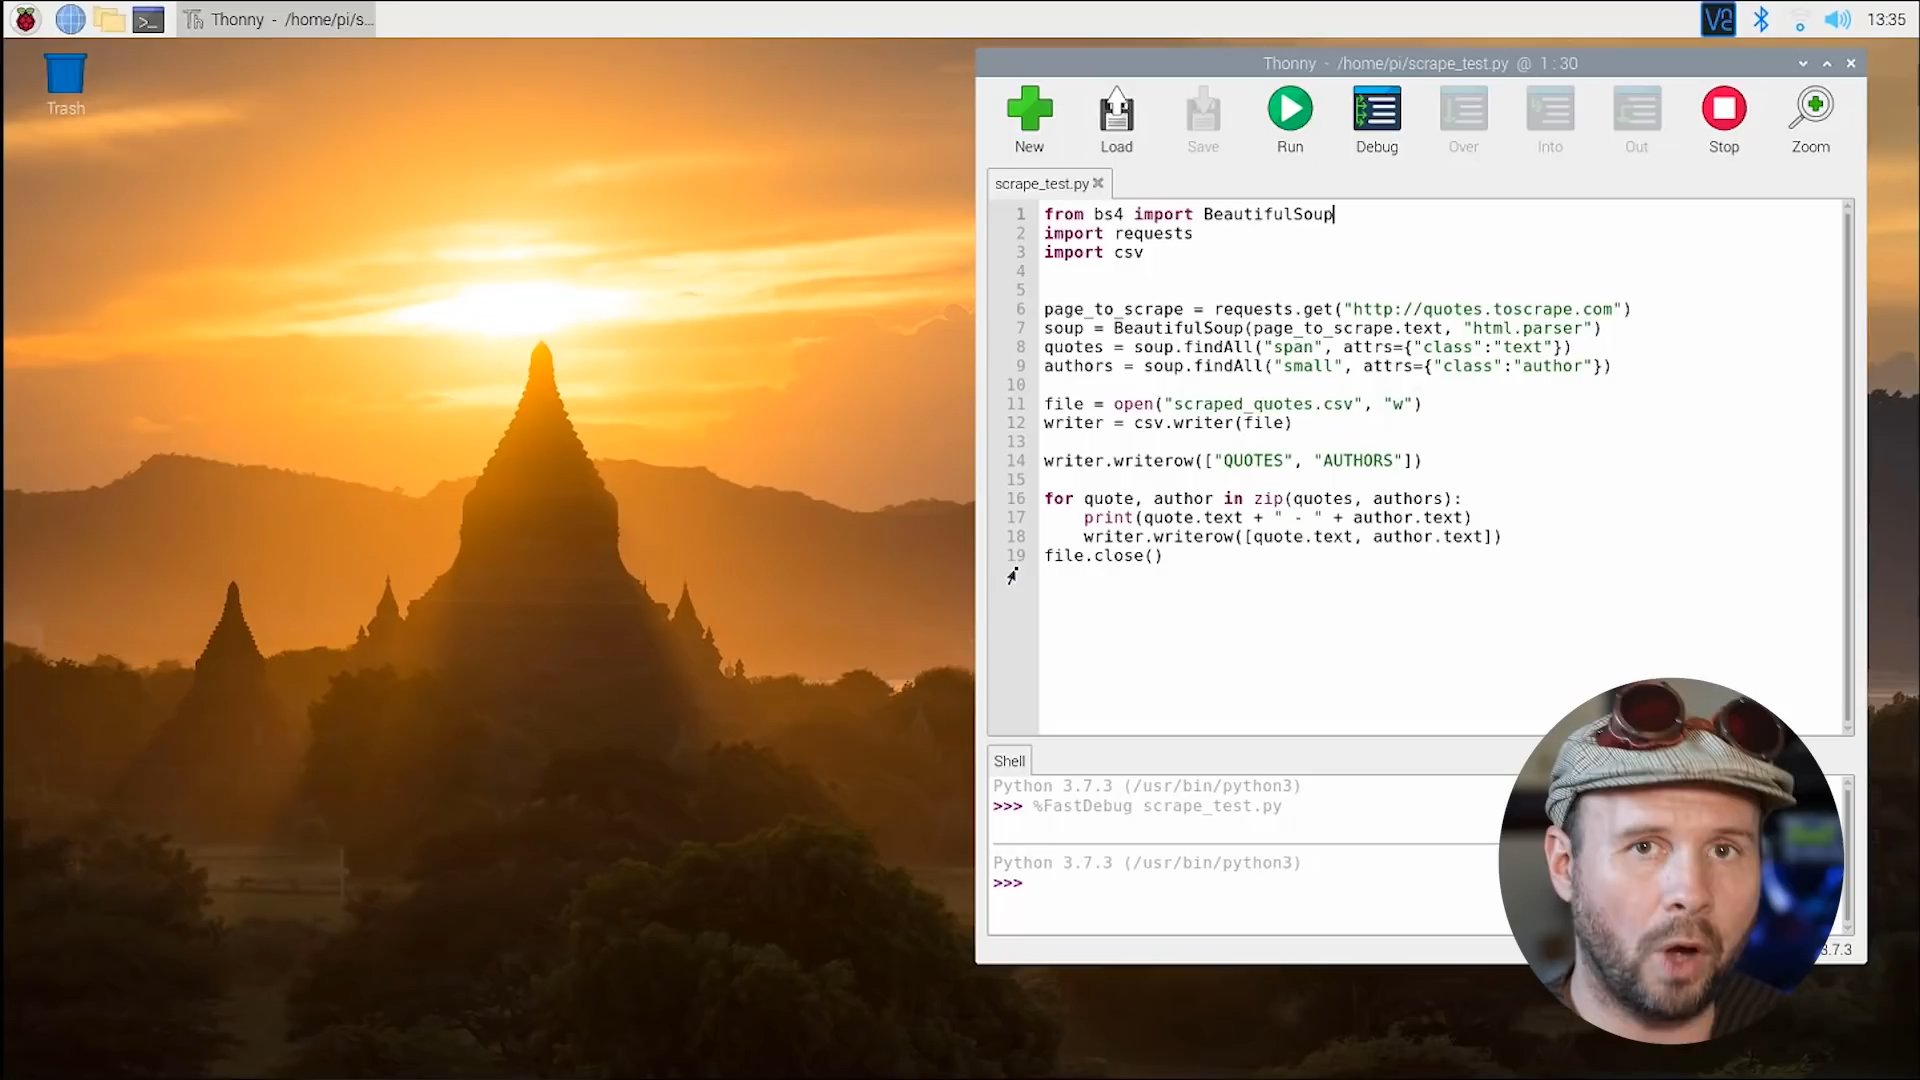 Thonny - /home/pi/s...
13:35
Trash
Thonny - /home/pi/scrape_test.py @ 1:30
New
Load
Save
Run
Debug
Over
Into
Out
Stop
Zoom
scrape_test.py
1 from bs4 import BeautifulSoup
2 import requests
3 import csv
4
5
6 page_to_scrape = requests.get("http://quotes.toscrape.com")
7 soup = BeautifulSoup(page_to_scrape.text, "html.parser")
8 quotes = soup.findAll("span", attrs={"class":"text"})
9 authors = soup.findAll("small", attrs={"class":"author"})
10
11 file = open("scraped_quotes.csv", "w")
12 writer = csv.writer(file)
13
14 writer.writerow(["QUOTES", "AUTHORS"])
15
16 for quote, author in zip(quotes, authors):
17     print(quote.text + " - " + author.text)
18     writer.writerow([quote.text, author.text])
19 file.close()
Shell
Python 3.7.3 (/usr/bin/python3)
>>> %FastDebug scrape_test.py
Python 3.7.3 (/usr/bin/python3)
>>>
3.7.3